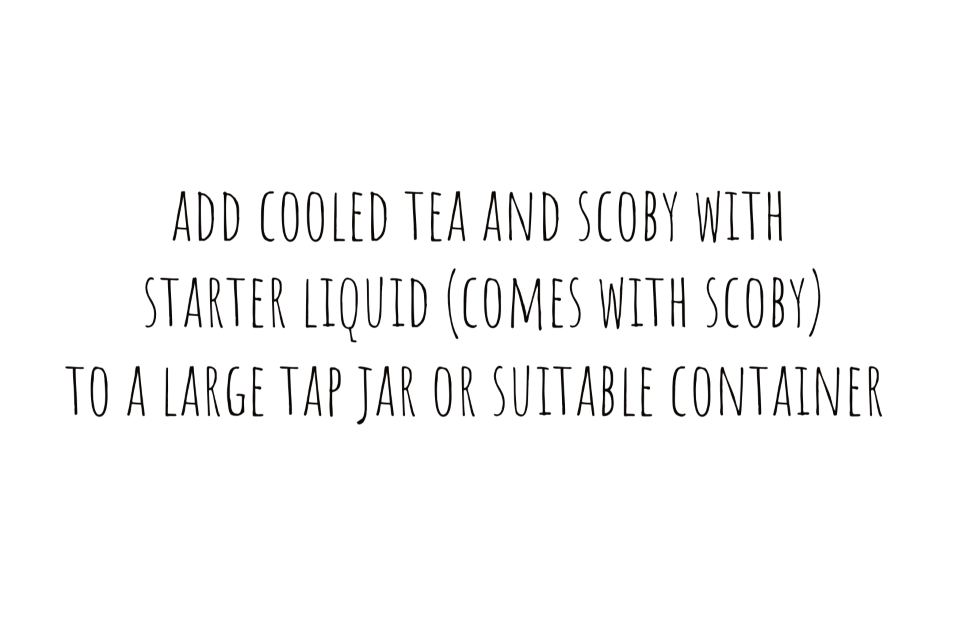 ADD COOLED TEA AND SCOBY WITH
STARTER LIQUID (COMES WITH SCOBY)
TO A LARGE TAP JAR OR SUITABLE CONTAINER